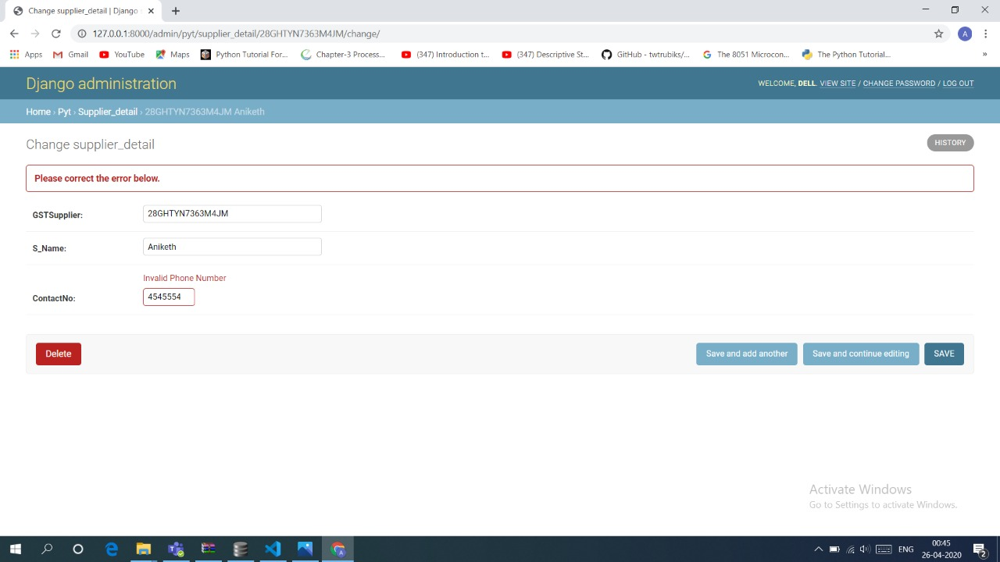 Change supplier_detail | Django
127.0.0.1:8000/admin/pyt/supplier_detail/28GHTYN7363M4JM/change/
A
Apps Gmail YouTube Maps Python Tutorial For... Chapter-3 Process... (347) Introduction t... (347) Descriptive St... GitHub - twtrubiks/... The 8051 Microcon... The Python Tutorial... »
Django administration
WELCOME, DELL. VIEW SITE / CHANGE PASSWORD / LOG OUT
Home › Pyt › Supplier_detail › 28GHTYN7363M4JM Aniketh
Change supplier_detail
HISTORY
Please correct the error below.
GSTSupplier: 28GHTYN7363M4JM
S_Name: Aniketh
Invalid Phone Number
ContactNo: 4545554
Delete Save and add another Save and continue editing SAVE
Activate Windows
Go to Settings to activate Windows.
ENG
00:45
26-04-2020
2